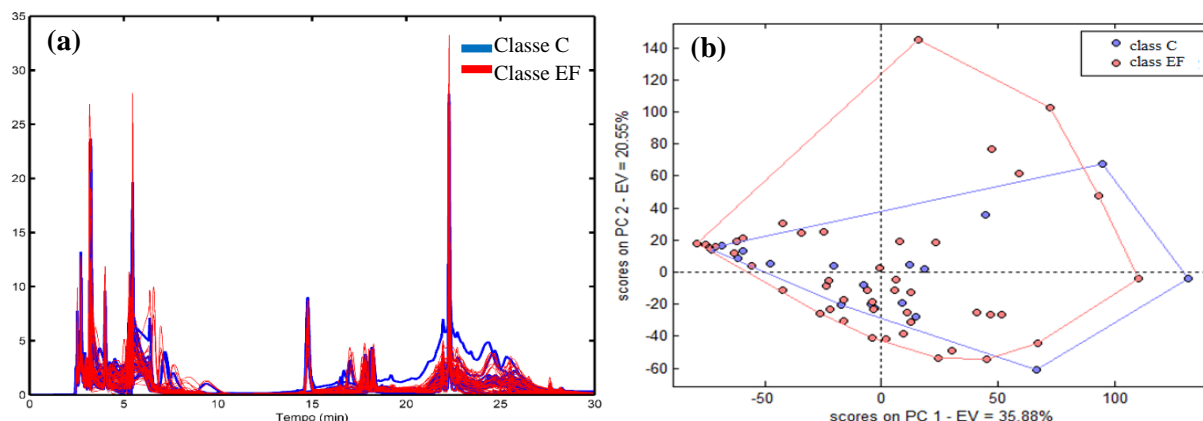 (a)
Classe C
Classe EF
35
30
25
20
15
10
5
0
0 5 10 15 20 25 30
Tempo (min)
(b)
class C
class EF
140
120
100
80
60
40
20
0
-20
-40
-60
scores on PC 2 - EV = 20.55%
-50 0 50 100
scores on PC 1 - EV = 35.88%